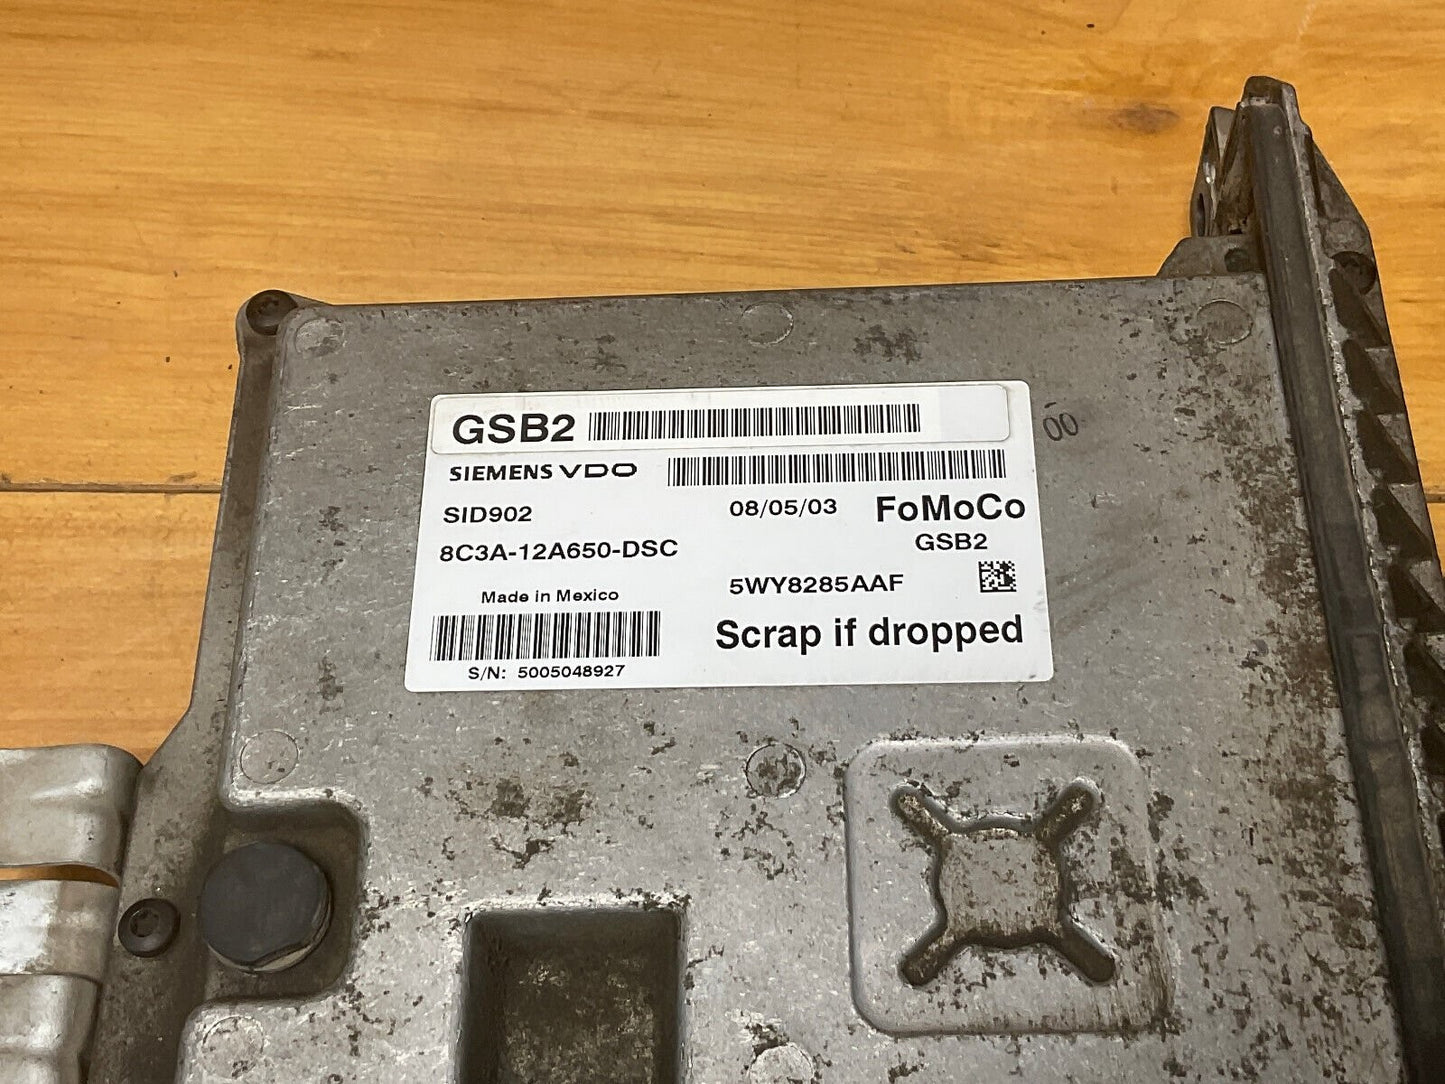 GSB2
SIEMENS VDO
SID902
08/05/03
FoMoCo
8C3A-12A650-DSC
GSB2
Made in Mexico
5WY8285AAF
Scrap if dropped
S/N: 5005048927
00